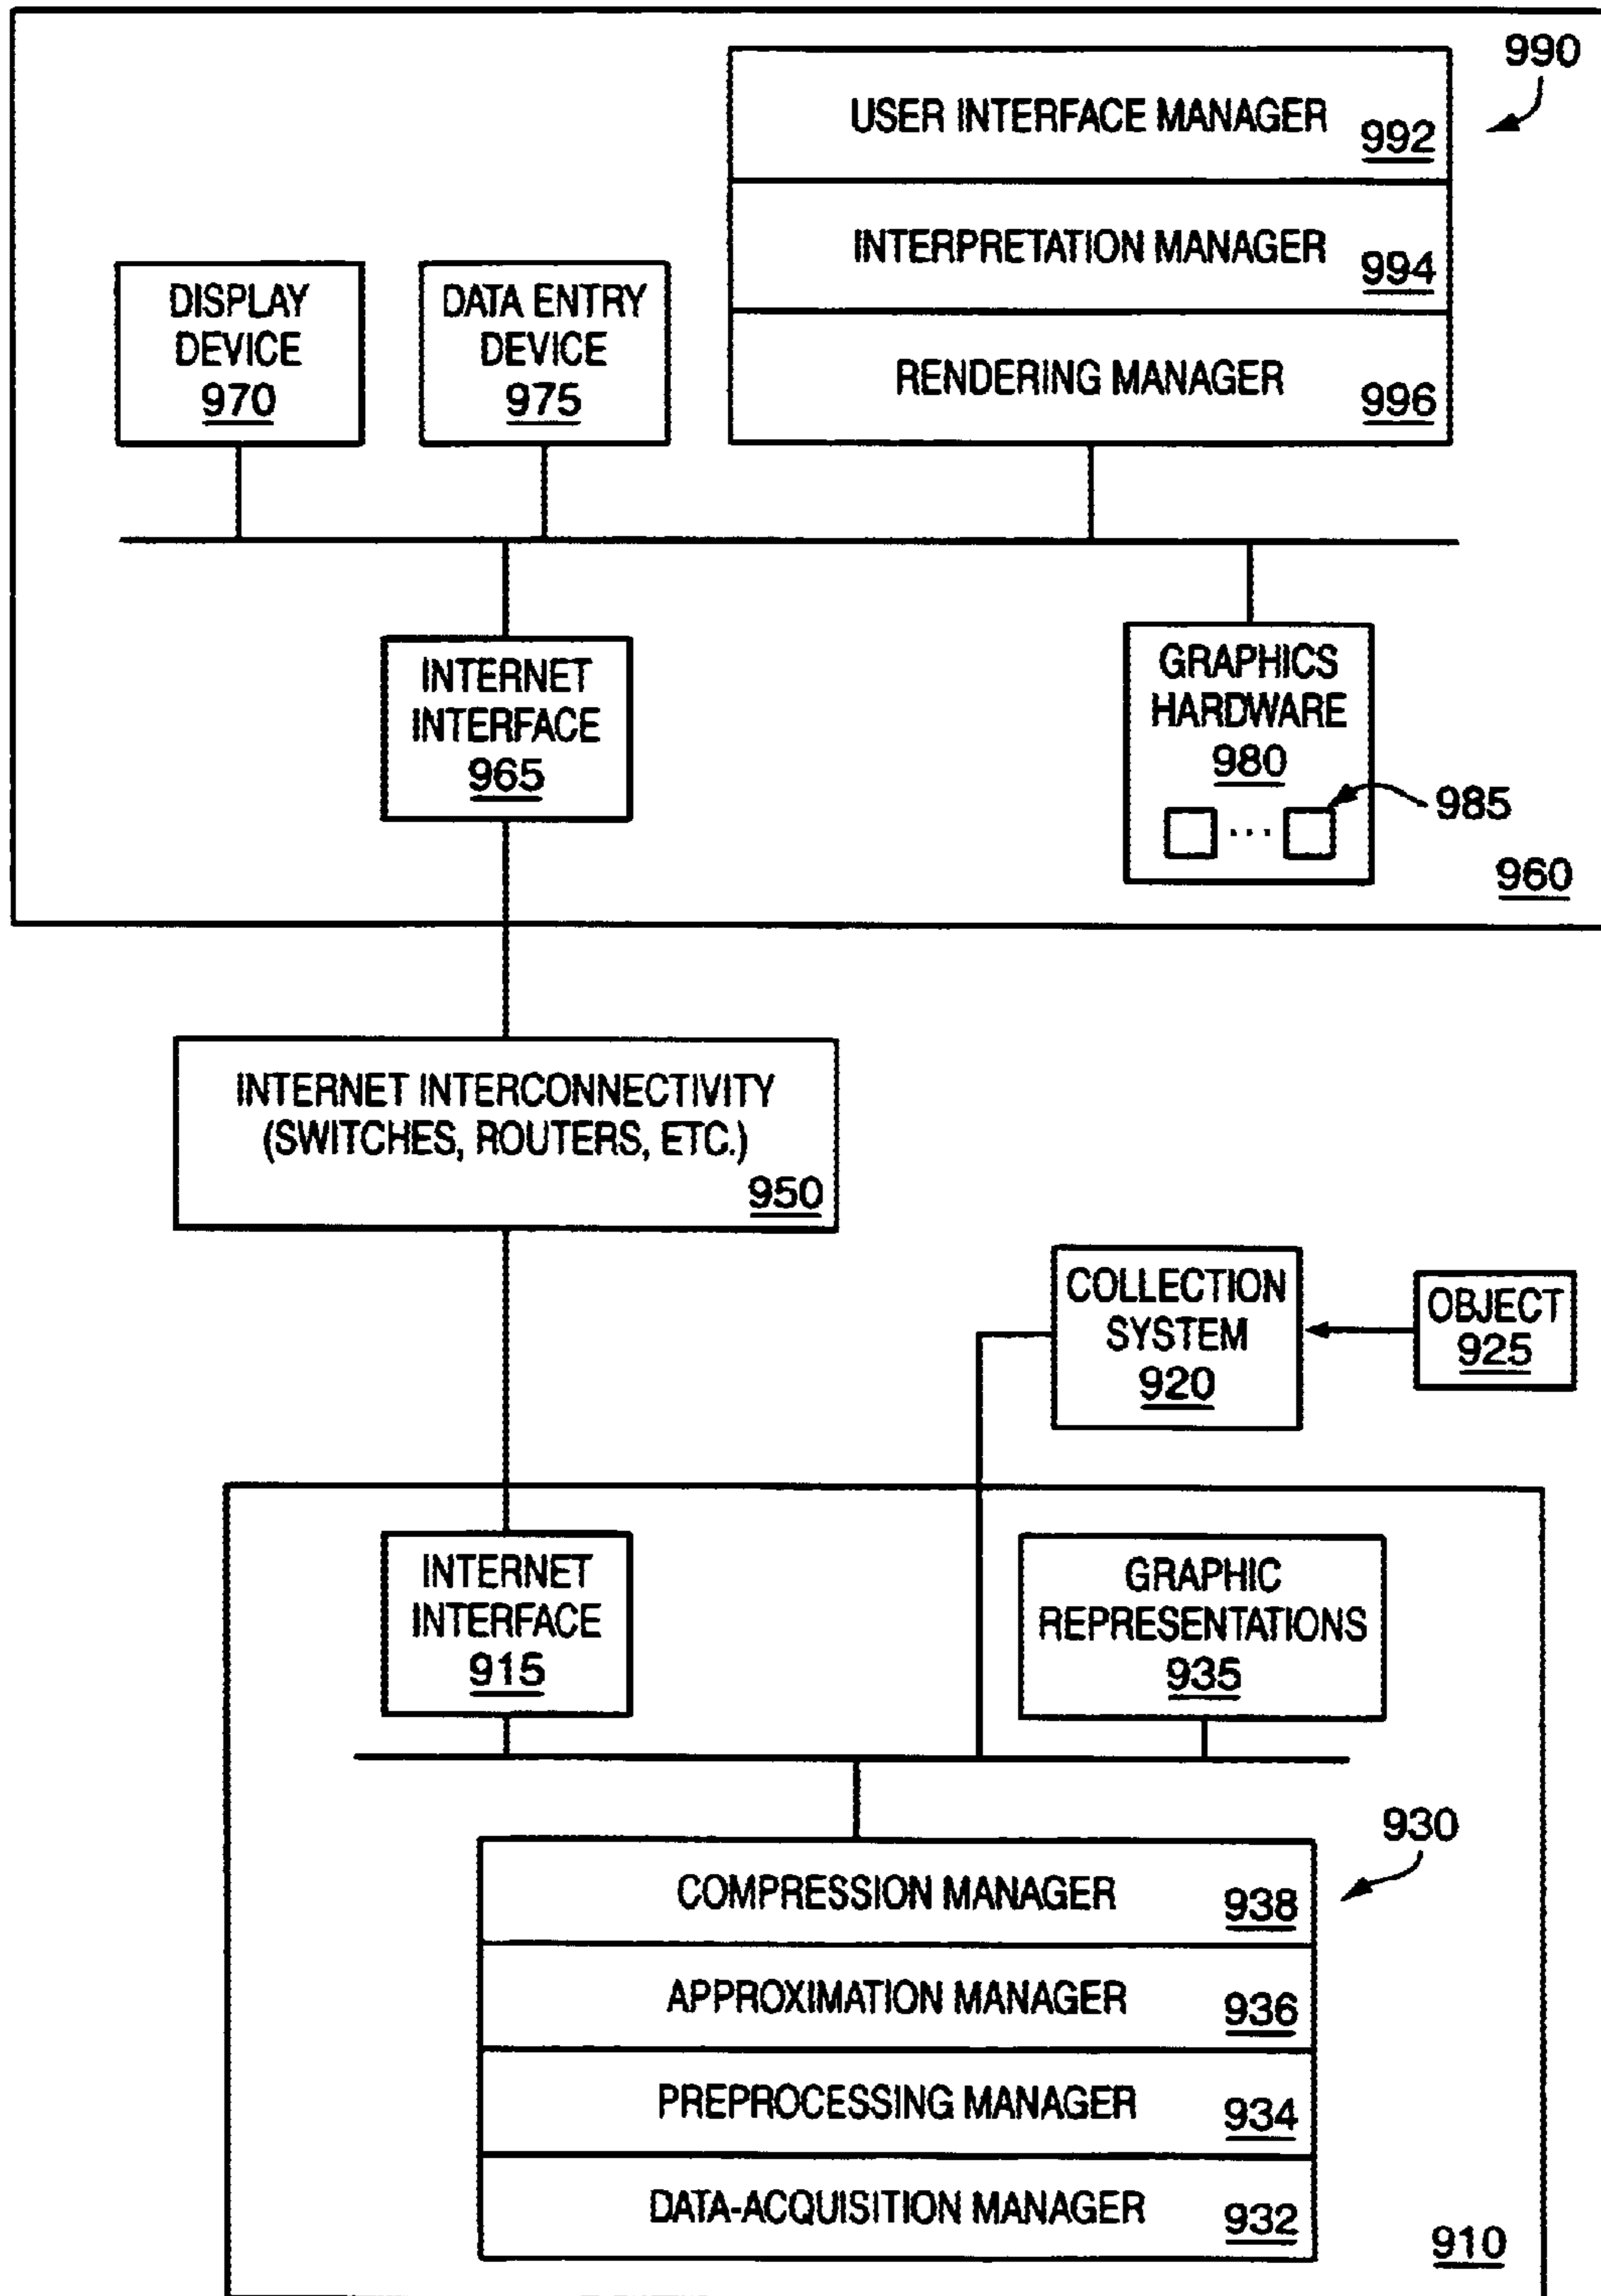 990
USER INTERFACE MANAGER
992
INTERPRETATION MANAGER
994
RENDERING MANAGER
996
DISPLAY
DEVICE
970
DATA ENTRY
DEVICE
975
INTERNET
INTERFACE
965
GRAPHICS
HARDWARE
980
...
985
960
INTERNET INTERCONNECTIVITY
(SWITCHES, ROUTERS, ETC.)
950
COLLECTION
SYSTEM
920
OBJECT
925
INTERNET
INTERFACE
915
GRAPHIC
REPRESENTATIONS
935
930
COMPRESSION MANAGER
938
APPROXIMATION MANAGER
936
PREPROCESSING MANAGER
934
DATA-ACQUISITION MANAGER
932
910